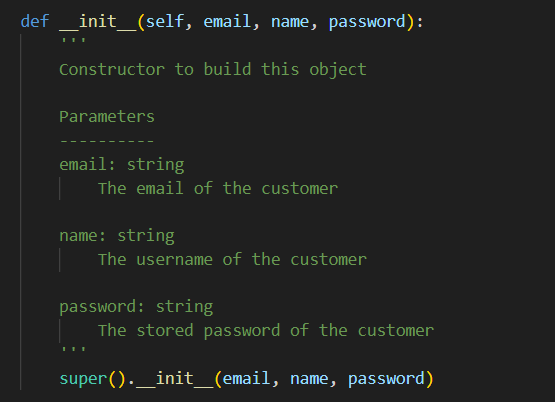 def __init__(self, email, name, password):
'''
Constructor to build this object
Parameters
----------
email: string
The email of the customer
name: string
The username of the customer
password: string
The stored password of the customer
'''
super().__init__(email, name, password)